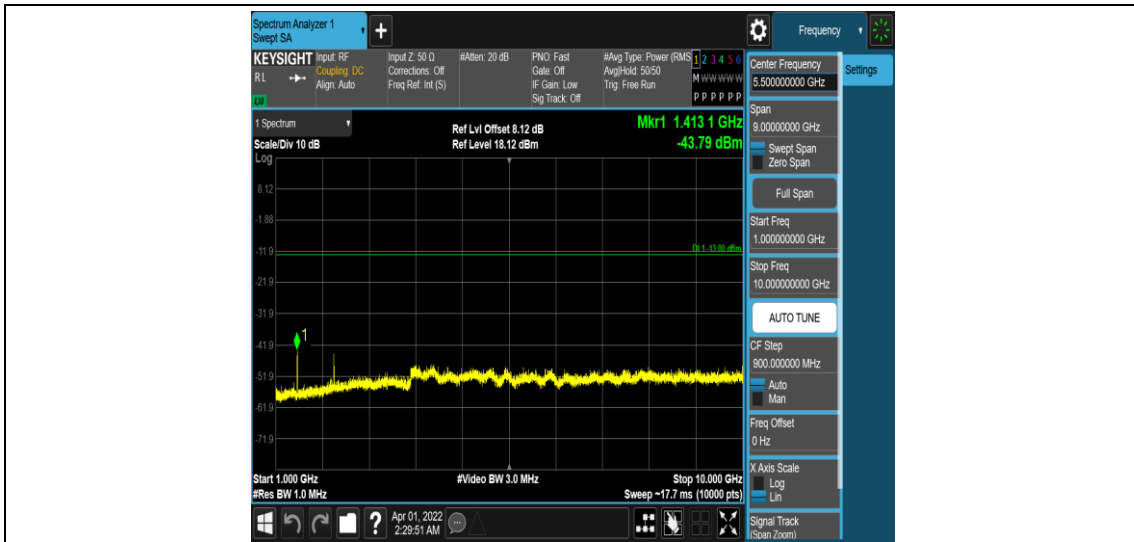 Spectrum Analyzer 1
Swept SA
Frequency
KEYSIGHT
RL
LXI
Input: RF
Coupling: DC
Align: Auto
Input Z: 50 Ω
Corrections: Off
Freq Ref: Int (S)
#Atten: 20 dB
PNO: Fast
Gate: Off
IF Gain: Low
Sig Track: Off
#Avg Type: Power (RMS
Avg|Hold: 50/50
Trig: Free Run
1 2 3 4 5 6
M W W W W W
P P P P P P
Center Frequency
5.500000000 GHz
Settings
Span
9.00000000 GHz
Swept Span
Zero Span
Full Span
Start Freq
1.000000000 GHz
Stop Freq
10.000000000 GHz
AUTO TUNE
CF Step
900.000000 MHz
Auto
Man
Freq Offset
0 Hz
X Axis Scale
Log
Lin
Signal Track
(Span Zoom)
1 Spectrum
Scale/Div 10 dB
Ref Lvl Offset 8.12 dB
Ref Level 18.12 dBm
Mkr1 1.413 1 GHz
-43.79 dBm
Log
8.12
-1.88
-11.9
DL1 -13.00 dBm
-21.9
-31.9
1
-41.9
-51.9
-61.9
-71.9
Start 1.000 GHz
#Video BW 3.0 MHz
Stop 10.000 GHz
#Res BW 1.0 MHz
Sweep ~17.7 ms (10000 pts)
?
Apr 01, 2022
2:29:51 AM